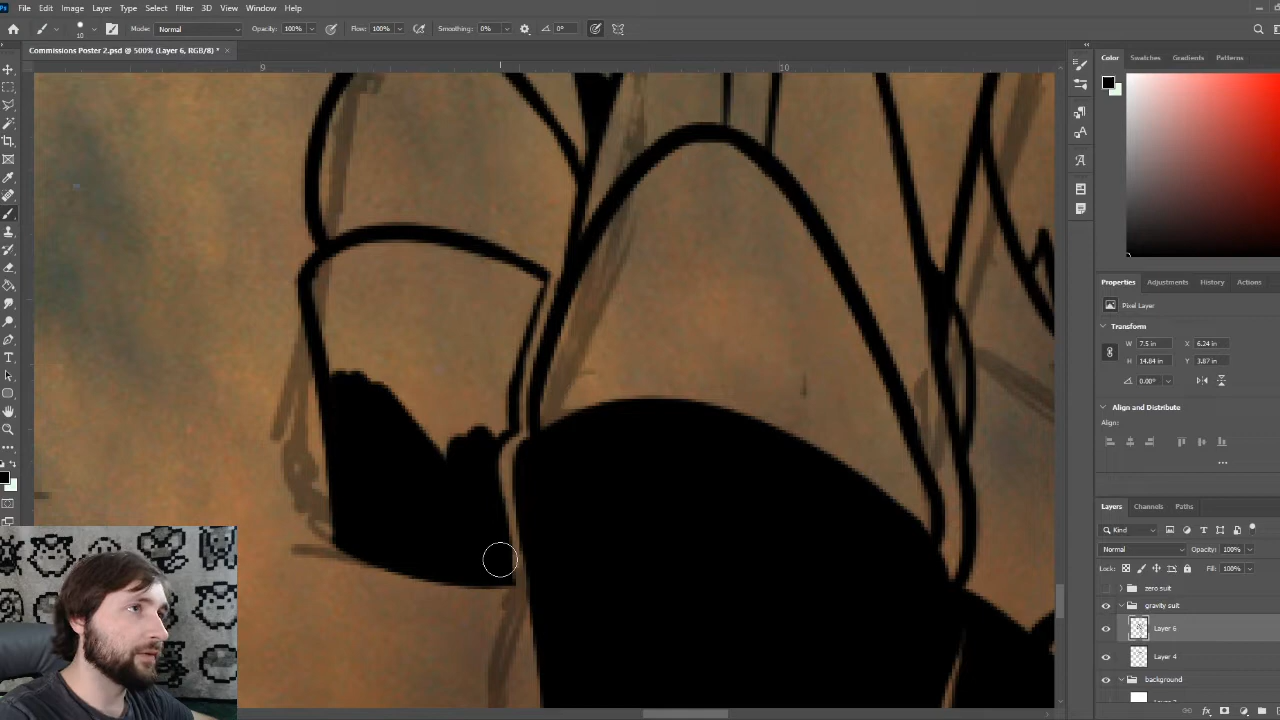 Ps File Edit Image Layer Type Select Filter 3D View Window Help
10 Mode: Normal Opacity: 100% Flow: 100% Smoothing: 0% 0°
Commissions Poster 2.psd @ 500% (Layer 6, RGB/8) * ×
9 10
Color Swatches Gradients Patterns
Properties Adjustments History Actions
Pixel Layer
Transform
W 7.5 in X 6.24 in
H 14.84 in Y 3.87 in
0.00°
Align and Distribute
Align:
Layers Channels Paths
Kind
Normal Opacity: 100%
Lock: Fill: 100%
zero suit
gravity suit
Layer 6
Layer 4
background